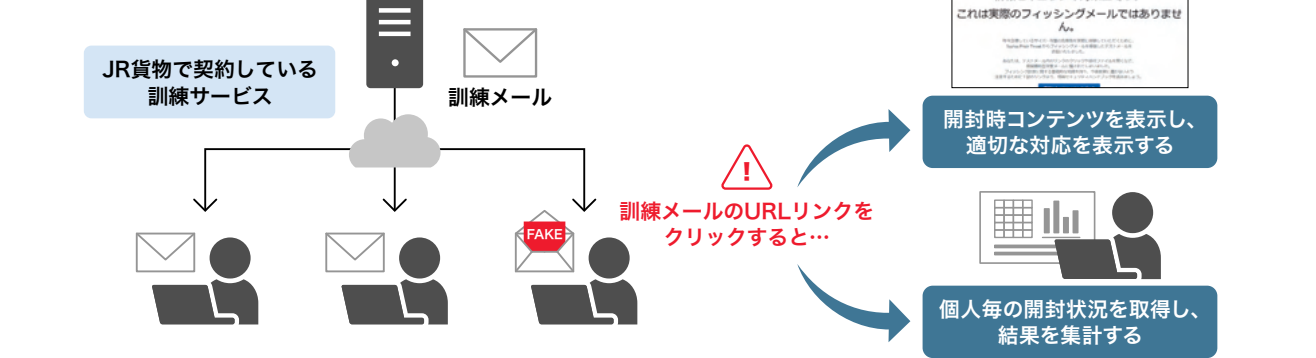 JR貨物で契約している
訓練サービス
訓練メール
FAKE
訓練メールのURLリンクを
クリックすると…
これは実際のフィッシングメールではありませ
ん。
開封時コンテンツを表示し、
適切な対応を表示する
個人毎の開封状況を取得し、
結果を集計する